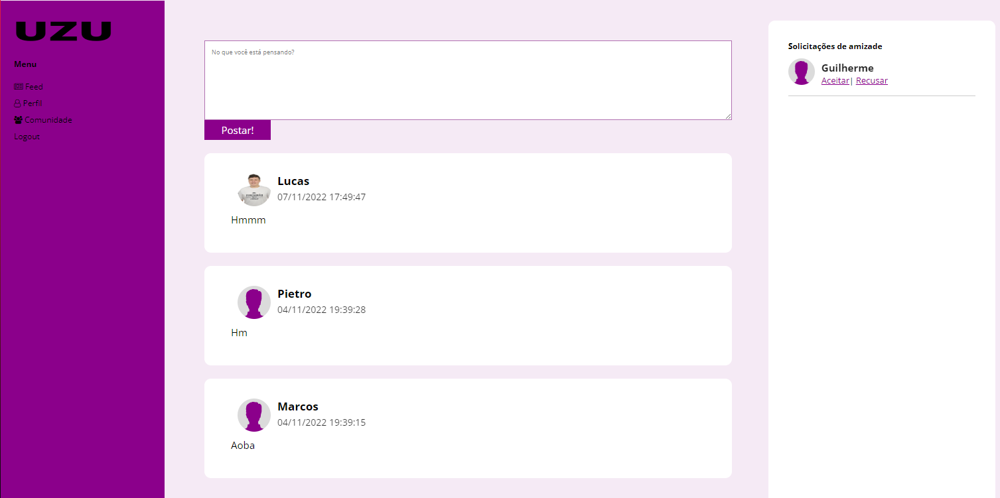 UZU
Menu
Feed
Perfil
Comunidade
Logout
No que você está pensando?
Postar!
Lucas
07/11/2022 17:49:47
Hmmm
Pietro
04/11/2022 19:39:28
Hm
Marcos
04/11/2022 19:39:15
Aoba
Solicitações de amizade
Guilherme
Aceitar| Recusar